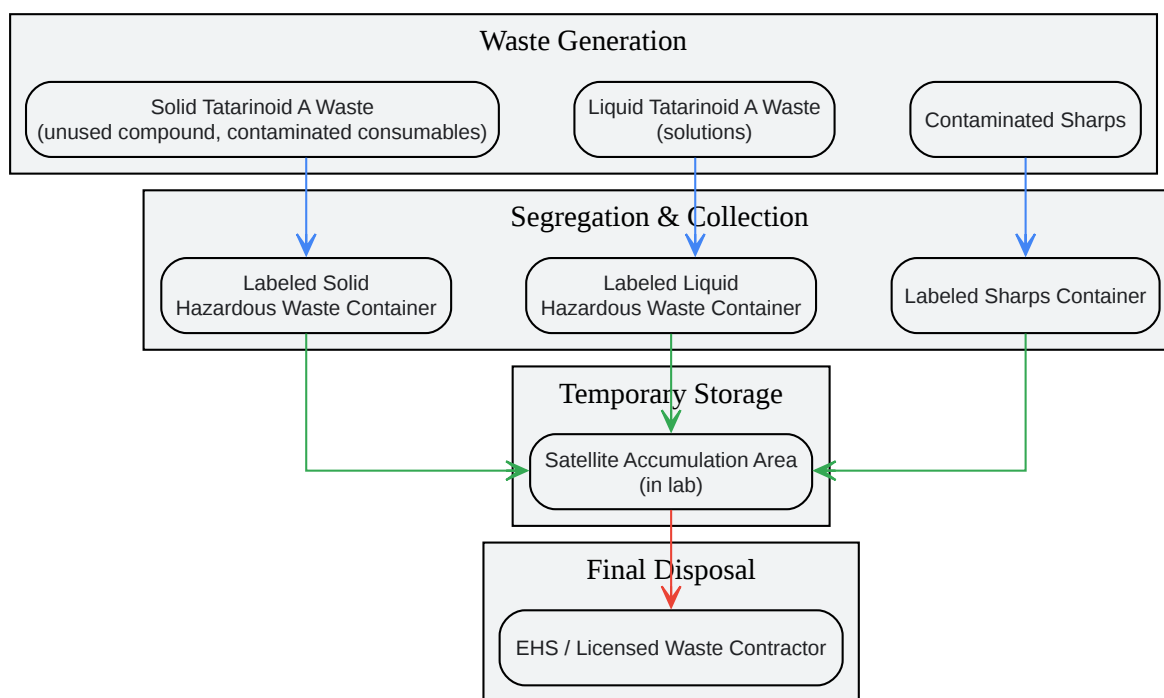 Waste Generation
Solid Tatarinoid A Waste
(unused compound, contaminated consumables)
Liquid Tatarinoid A Waste
(solutions)
Contaminated Sharps
Segregation & Collection
Labeled Solid
Hazardous Waste Container
Labeled Liquid
Hazardous Waste Container
Labeled Sharps Container
Temporary Storage
Satellite Accumulation Area
(in lab)
Final Disposal
EHS / Licensed Waste Contractor